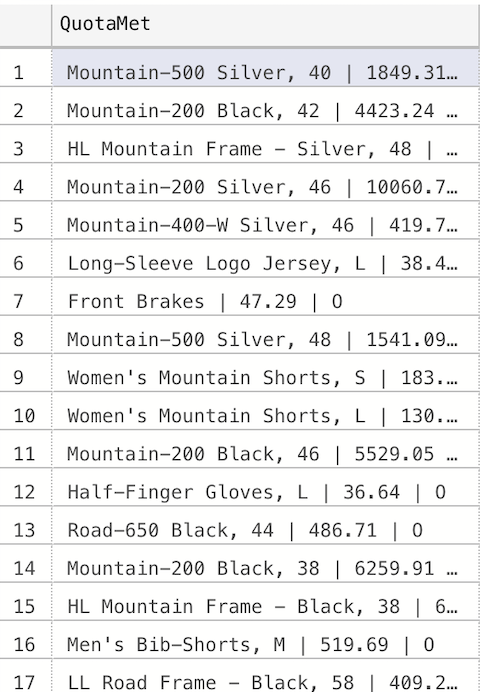 QuotaMet
1 Mountain-500 Silver, 40 | 1849.31…
2 Mountain-200 Black, 42 | 4423.24 …
3 HL Mountain Frame - Silver, 48 | …
4 Mountain-200 Silver, 46 | 10060.7…
5 Mountain-400-W Silver, 46 | 419.7…
6 Long-Sleeve Logo Jersey, L | 38.4…
7 Front Brakes | 47.29 | 0
8 Mountain-500 Silver, 48 | 1541.09…
9 Women's Mountain Shorts, S | 183.…
10 Women's Mountain Shorts, L | 130.…
11 Mountain-200 Black, 46 | 5529.05 …
12 Half-Finger Gloves, L | 36.64 | 0
13 Road-650 Black, 44 | 486.71 | 0
14 Mountain-200 Black, 38 | 6259.91 …
15 HL Mountain Frame - Black, 38 | 6…
16 Men's Bib-Shorts, M | 519.69 | 0
17 LL Road Frame - Black, 58 | 409.2…